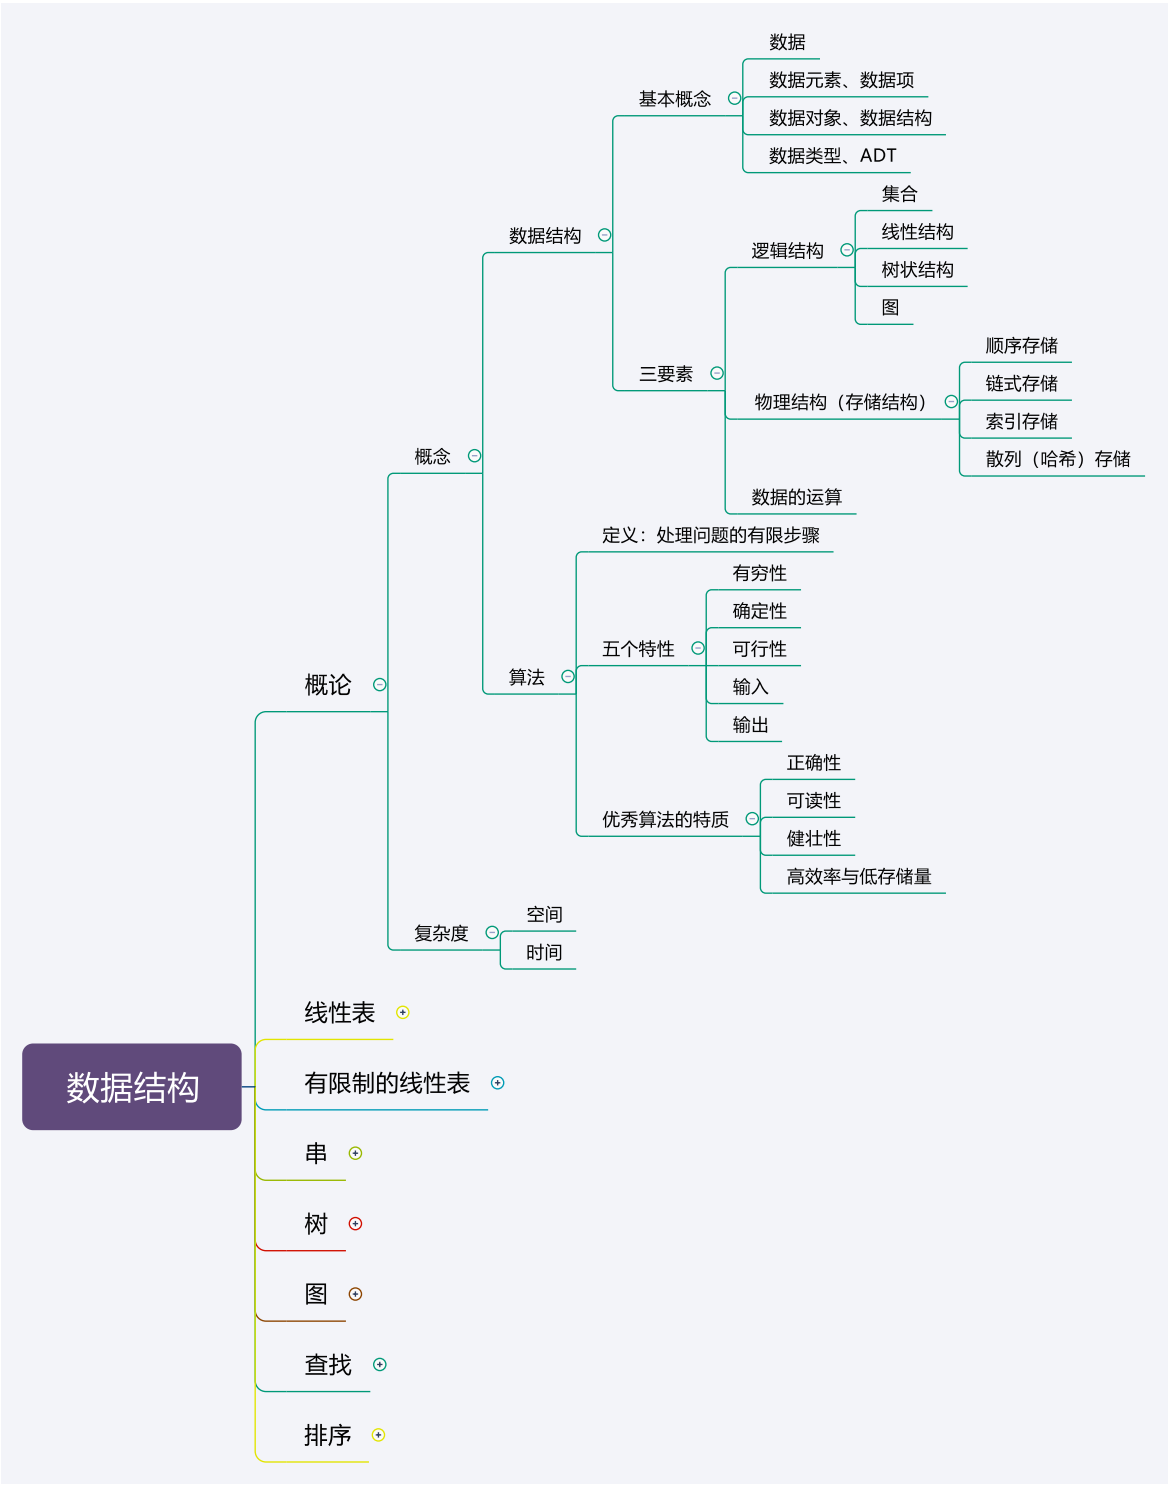 数据
数据元素、数据项
基本概念
数据对象、数据结构
数据类型、ADT
集合
数据结构
线性结构
逻辑结构
树状结构
图
顺序存储
三要素
链式存储
物理结构（存储结构）
索引存储
散列（哈希）存储
概念
数据的运算
定义：处理问题的有限步骤
有穷性
确定性
五个特性
可行性
算法
输入
概论
输出
正确性
可读性
优秀算法的特质
健壮性
高效率与低存储量
空间
复杂度
时间
线性表
数据结构
有限制的线性表
串
树
图
查找
排序